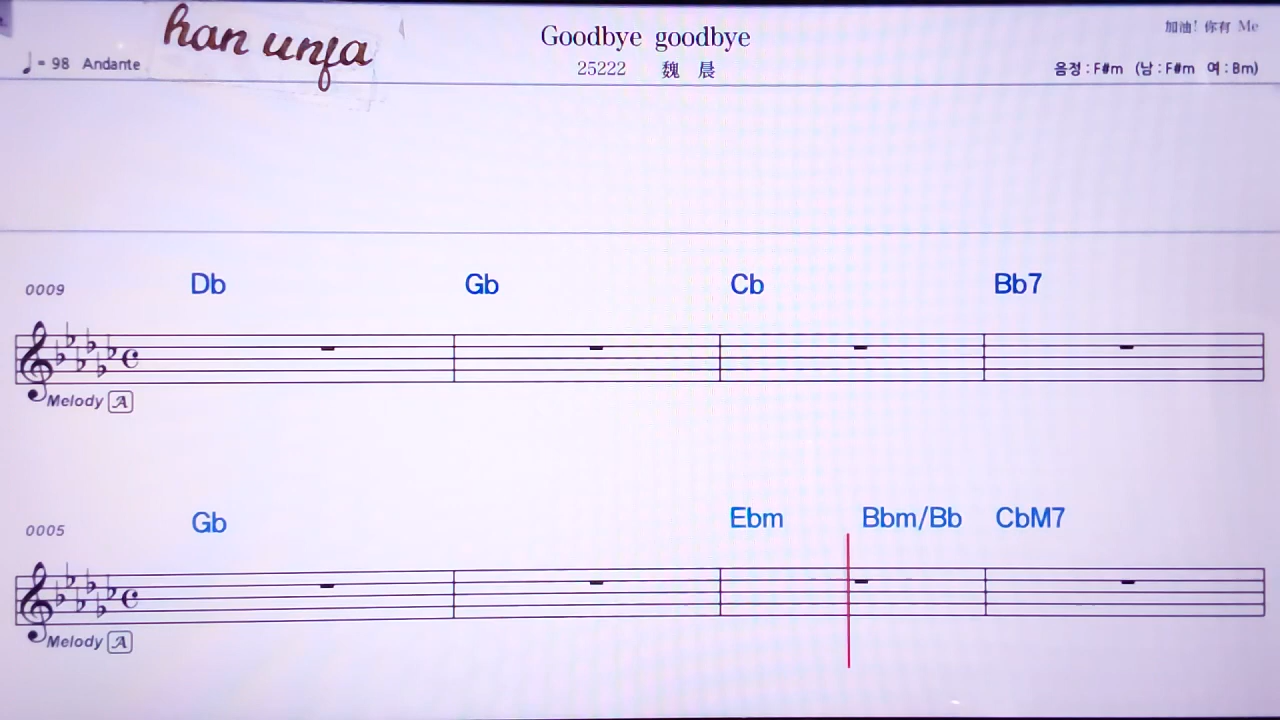 han unfa
Goodbye goodbye
加油! 你有 Me
♩ = 98 Andante
25222 魏 晨
음정 : F#m (남 : F#m 여 : Bm)
0009 Db Gb Cb Bb7
Melody A
0005 Gb Ebm Bbm/Bb CbM7
Melody A